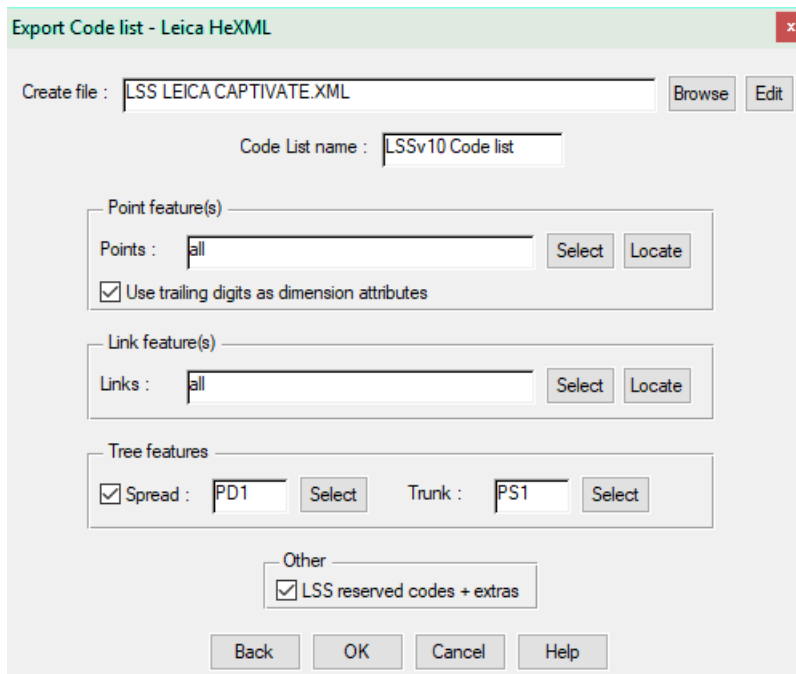 Export Code list - Leica HeXML x
Create file : LSS LEICA CAPTIVATE.XML Browse Edit
Code List name : LSSv10 Code list
Point feature(s)
Points : all Select Locate
Use trailing digits as dimension attributes
Link feature(s)
Links : all Select Locate
Tree features
Spread : PD1 Select Trunk : PS1 Select
Other
LSS reserved codes + extras
Back OK Cancel Help